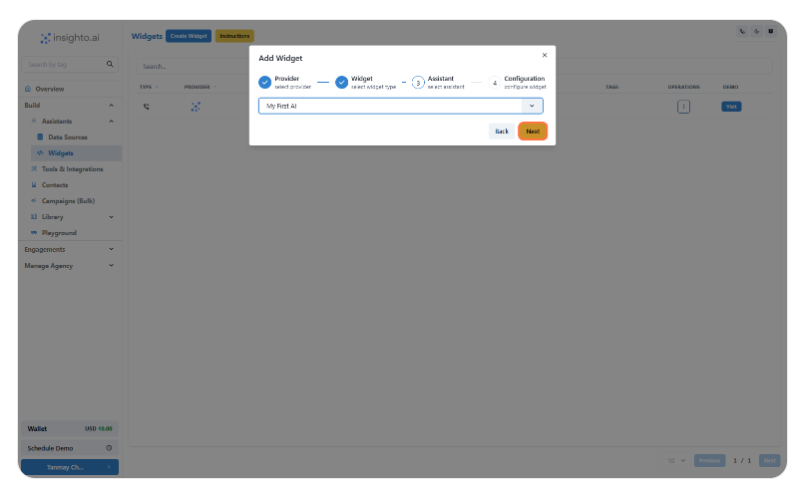 insighto.ai
Widgets Create Widget Instructions
Search by tag
Search...
Add Widget ×
Provider
select provider
Widget
select widget type
3 Assistant
select assistant
4 Configuration
configure widget
My First AI
Back Next
TYPE PROVIDER TAGS OPERATIONS DEMO
Visit
Overview
Build
Assistants
Data Sources
Widgets
Tools & Integrations
Contacts
Campaigns (Bulk)
Library
Playground
Engagements
Manage Agency
Wallet USD 10.00
Schedule Demo
Tanmay Ch...
10 Previous 1 / 1 Next